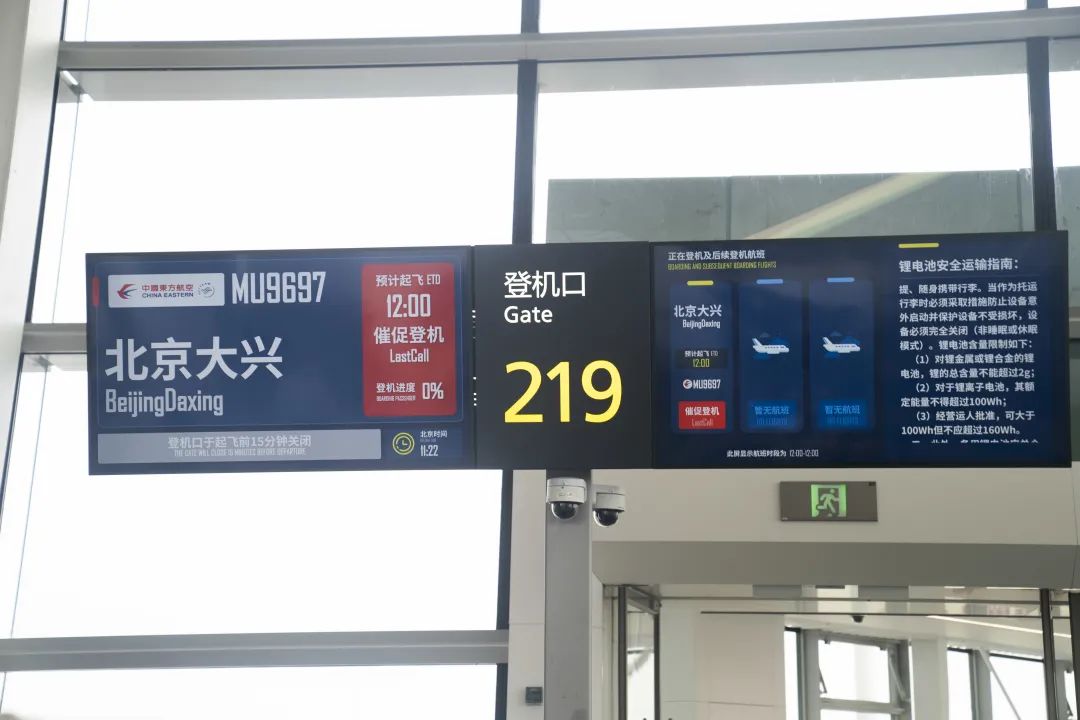 中國東方航空
CHINA EASTERN
MU9697
北京大兴
BeijingDaxing
预计起飞 ETD
12:00
催促登机
LastCall
登机进度
BOARDING PASSENGER
0%
登机口于起飞前15分钟关闭
THE GATE WILL CLOSE 15 MINUTES BEFORE DEPARTURE
北京时间
11:22
登机口
Gate
219
正在登机及后续登机航班
BOARDING AND SUBSEQUENT BOARDING FLIGHTS
北京大兴
BeijingDaxing
预计起飞 ETD
12:00
MU9697
催促登机
暂无航班
暂无航班
此屏显示航班时段为 12:00-12:00
锂电池安全运输指南：
提、随身携带行李。当作为托运
行李时必须采取措施防止设备意
外启动并保护设备不受损坏，设
备必须完全关闭（非睡眠或休眠
模式）。锂电池含量限制如下：
（1）对锂金属或锂合金的锂
电池，锂的总含量不能超过2g；
（2）对于锂离子电池，其额
定能量不得超过100Wh；
（3）经营运人批准，可大于
100Wh但不应超过160Wh。